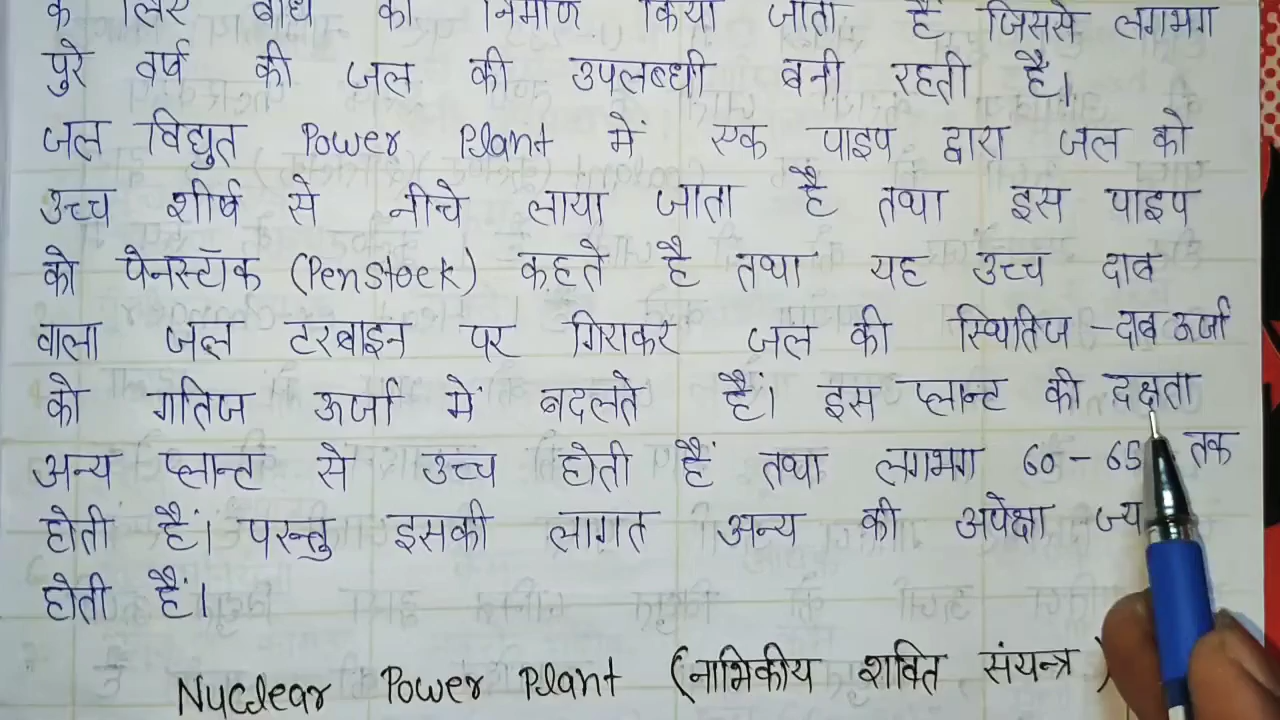 के लिए बांध का निर्माण किया जाता है जिससे लगभग
पुरे वर्ष की जल की उपलब्धी बनी रहती है।
जल विद्युत Power Plant में एक पाइप द्वारा जल को
उच्च शीर्ष से नीचे लाया जाता है तथा इस पाइप
को पेनस्टॉक (Penstock) कहते है तथा यह उच्च दाब
वाला जल टरबाइन पर गिराकर जल की स्थितिज - दाब ऊर्जा
को गतिज ऊर्जा में बदलते हैं। इस प्लान्ट की दक्षता
अन्य प्लान्ट से उच्च होती हैं तथा लगभग 60 - 65 तक
होती हैं। परन्तु इसकी लागत अन्य की अपेक्षा
होती हैं।
Nuclear Power Plant (नाभिकीय शक्ति संयन्त्र)